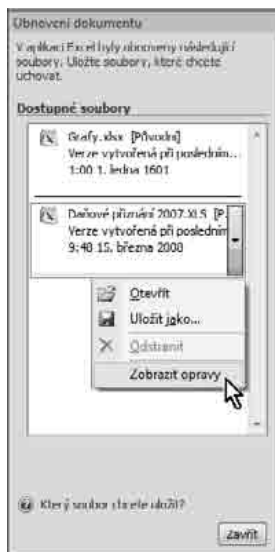 Obnovení dokumentu
V aplikaci Excel byly obnoveny následující
soubory. Uložte soubory, které chcete
uchovat.
Dostupné soubory
Grafy.xlsx [Původní]
Verze vytvořená při posledním...
1:00 1. ledna 1601
Daňové přiznání 2007.XLS [P.
Verze vytvořená při posledním
9:48 15. března 2008
Otevřít
Uložit jako...
Odstranit
Zobrazit opravy
Který soubor chcete uložit?
Zavřít